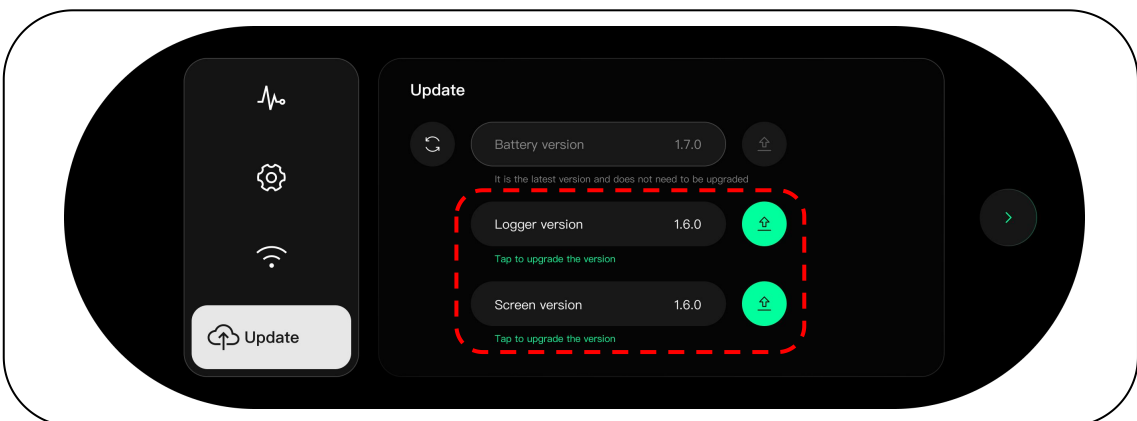 Update
Battery version 1.7.0
It is the latest version and does not need to be upgraded
Logger version 1.6.0
Tap to upgrade the version
Screen version 1.6.0
Tap to upgrade the version
Update